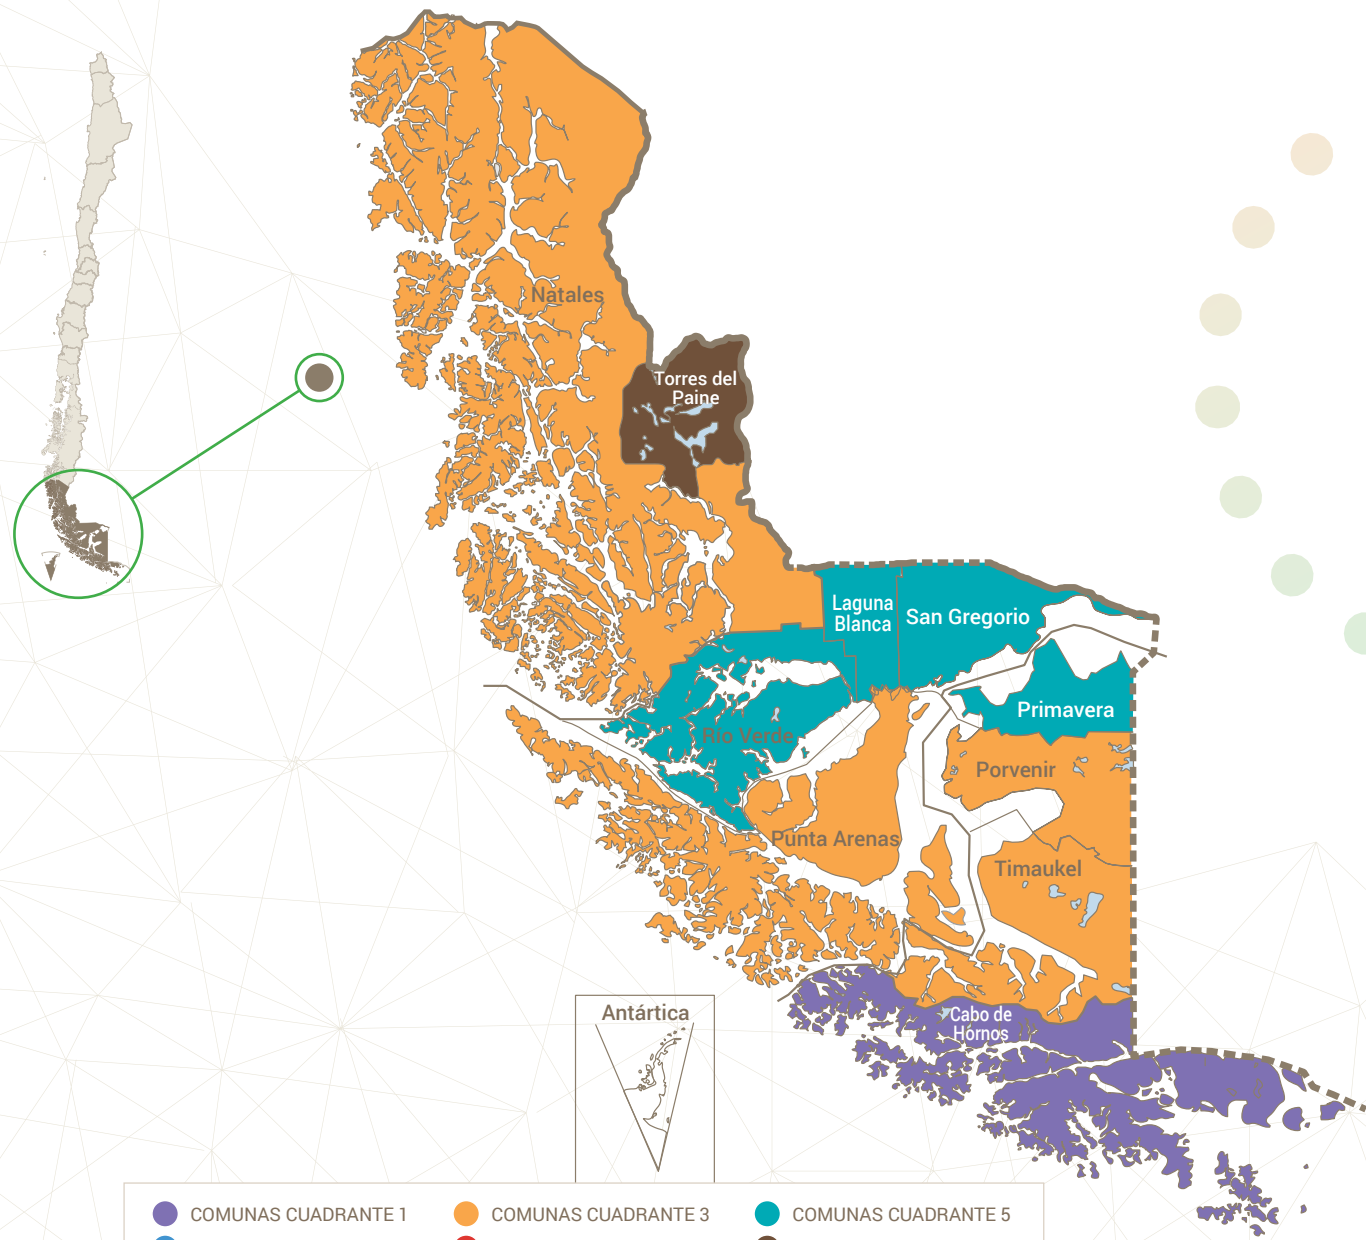 Natales
Torres del
Paine
Laguna
Blanca
San Gregorio
Primavera
Río Verde
Porvenir
Punta Arenas
Timaukel
Antártica
Cabo de
Hornos
COMUNAS CUADRANTE 1
COMUNAS CUADRANTE 3
COMUNAS CUADRANTE 5